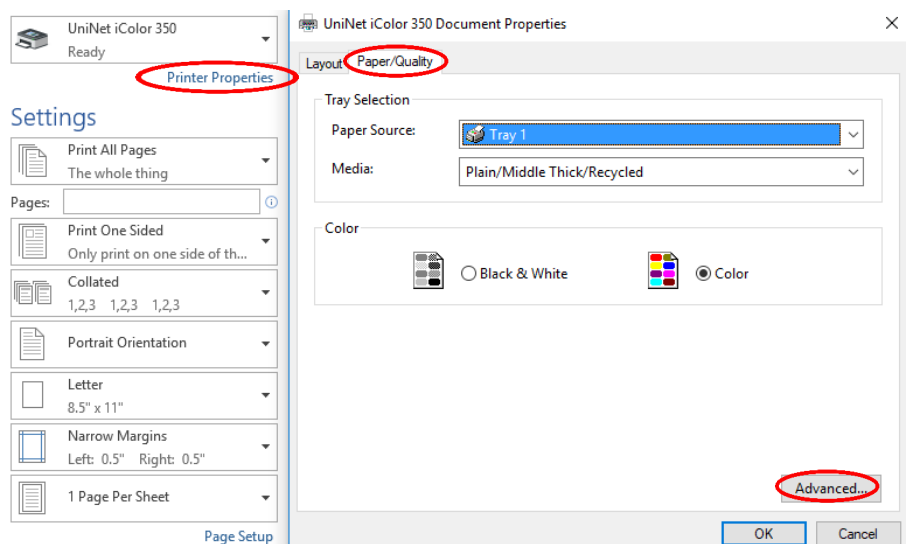 UniNet iColor 350
Ready
Printer Properties
Settings
Print All Pages
The whole thing
Pages:
Print One Sided
Only print on one side of th...
Collated
1,2,3 1,2,3 1,2,3
Portrait Orientation
Letter
8.5" x 11"
Narrow Margins
Left: 0.5" Right: 0.5"
1 Page Per Sheet
Page Setup
UniNet iColor 350 Document Properties
Layout Paper/Quality
Tray Selection
Paper Source: Tray 1
Media: Plain/Middle Thick/Recycled
Color
Black & White Color
Advanced...
OK Cancel